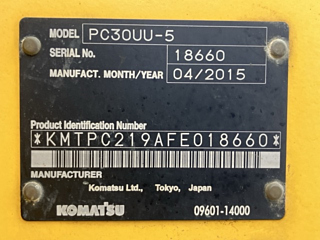 MODEL PC30UU-5
SERIAL No. 18660
MANUFACT. MONTH/YEAR 04/2015
Product Identification Number
*KMTPC219AFE018660*
MANUFACTURER
Komatsu Ltd., Tokyo, Japan
KOMATSU 09601-14000